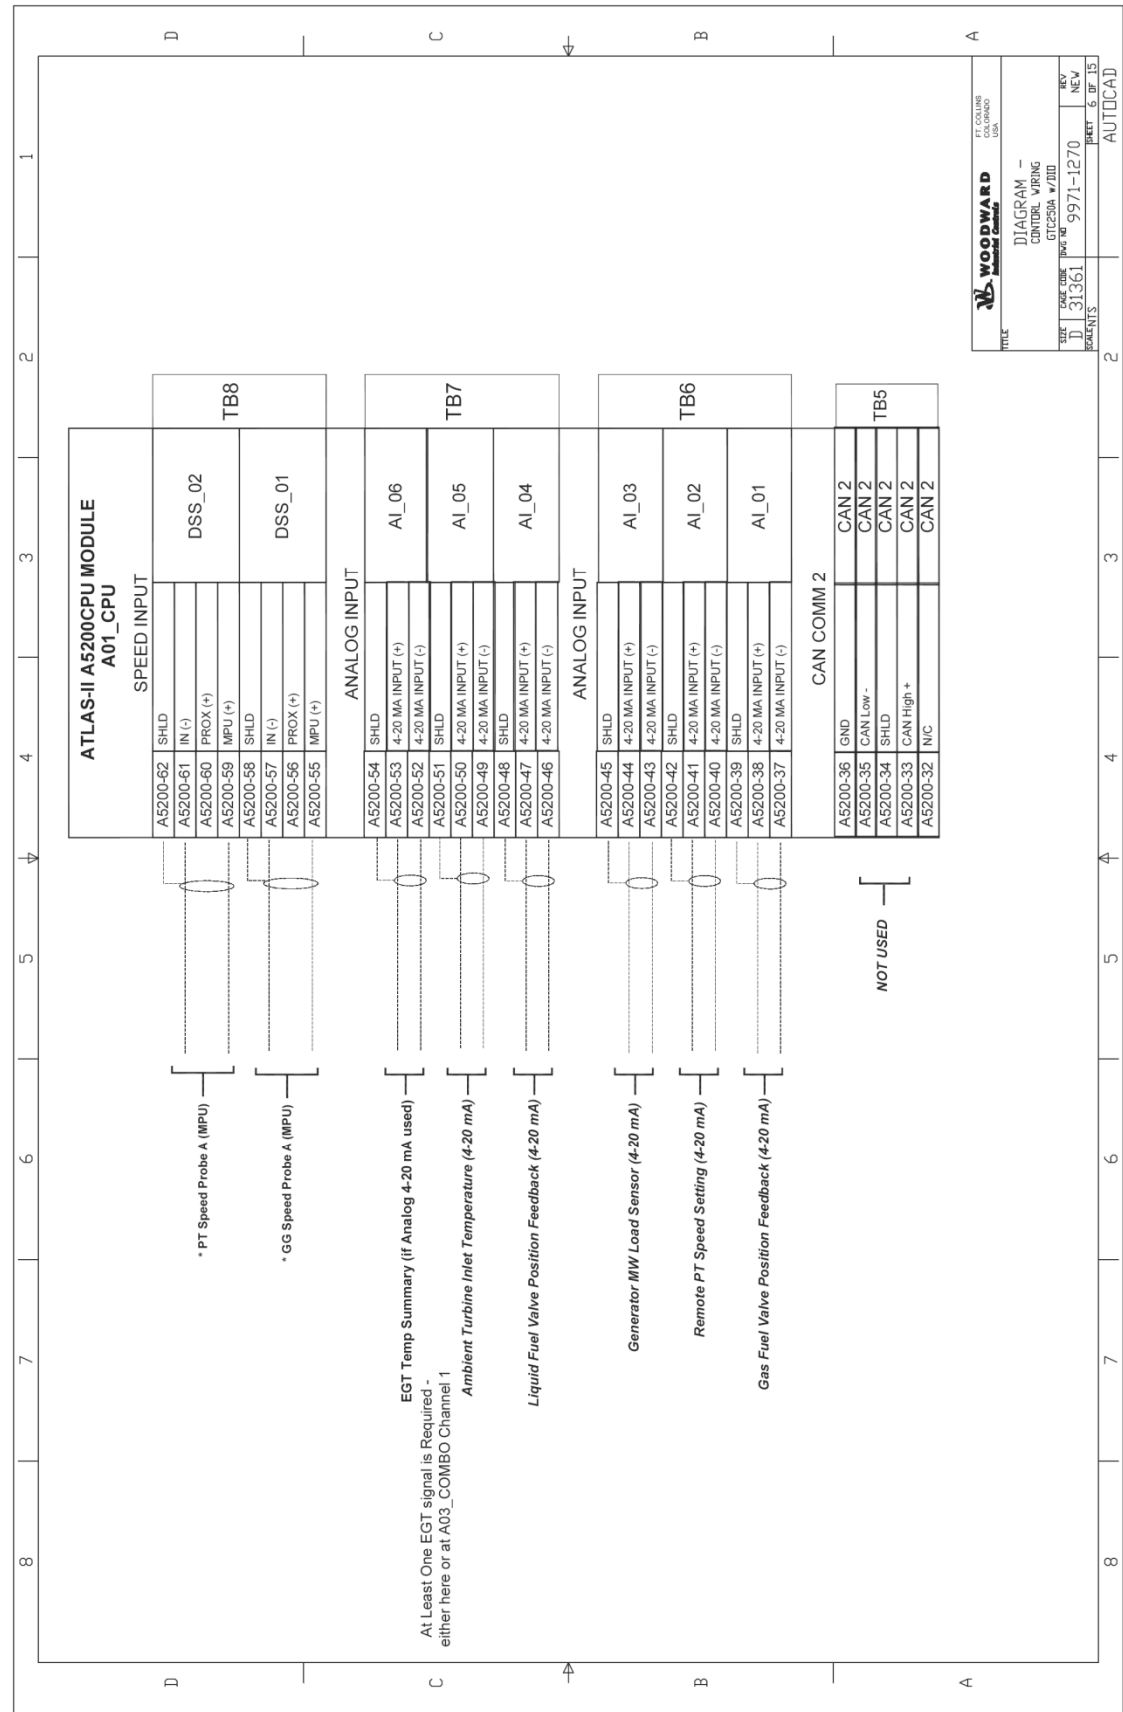 D
C
B
A
1
2
3
4
5
6
7
8
ATLAS-II A5200CPU MODULE
A01_CPU
SPEED INPUT
A5200-62 SHLD
A5200-61 IN (-)
A5200-60 PROX (+)
A5200-59 MPU (+)
DSS_02
A5200-58 SHLD
A5200-57 IN (-)
A5200-56 PROX (+)
A5200-55 MPU (+)
DSS_01
TB8
* PT Speed Probe A (MPU)
* GG Speed Probe A (MPU)
ANALOG INPUT
A5200-54 SHLD
A5200-53 4-20 MA INPUT (+)
A5200-52 4-20 MA INPUT (-)
AI_06
A5200-51 SHLD
A5200-50 4-20 MA INPUT (+)
A5200-49 4-20 MA INPUT (-)
AI_05
A5200-48 SHLD
A5200-47 4-20 MA INPUT (+)
A5200-46 4-20 MA INPUT (-)
AI_04
TB7
EGT Temp Summary (if Analog 4-20 mA used)
At Least One EGT signal is Required -
either here or at A03_COMBO Channel 1
Ambient Turbine Inlet Temperature (4-20 mA)
Liquid Fuel Valve Position Feedback (4-20 mA)
ANALOG INPUT
A5200-45 SHLD
A5200-44 4-20 MA INPUT (+)
A5200-43 4-20 MA INPUT (-)
AI_03
A5200-42 SHLD
A5200-41 4-20 MA INPUT (+)
A5200-40 4-20 MA INPUT (-)
AI_02
A5200-39 SHLD
A5200-38 4-20 MA INPUT (+)
A5200-37 4-20 MA INPUT (-)
AI_01
TB6
Generator MW Load Sensor (4-20 mA)
Remote PT Speed Setting (4-20 mA)
Gas Fuel Valve Position Feedback (4-20 mA)
CAN COMM 2
A5200-36 GND CAN 2
A5200-35 CAN Low - CAN 2
A5200-34 SHLD CAN 2
A5200-33 CAN High + CAN 2
A5200-32 N/C CAN 2
TB5
NOT USED
WOODWARD
Industrial Controls
FT. COLLINS
COLORADO
USA
TITLE
DIAGRAM -
CONTORL WIRING
GTC250A w/DIO
SIZE
D
CAGE CODE
31361
DWG NO
9971-1270
REV
NEW
SCALE NTS
SHEET 6 OF 15
AUTOCAD
D
C
B
A
1
2
3
4
5
6
7
8